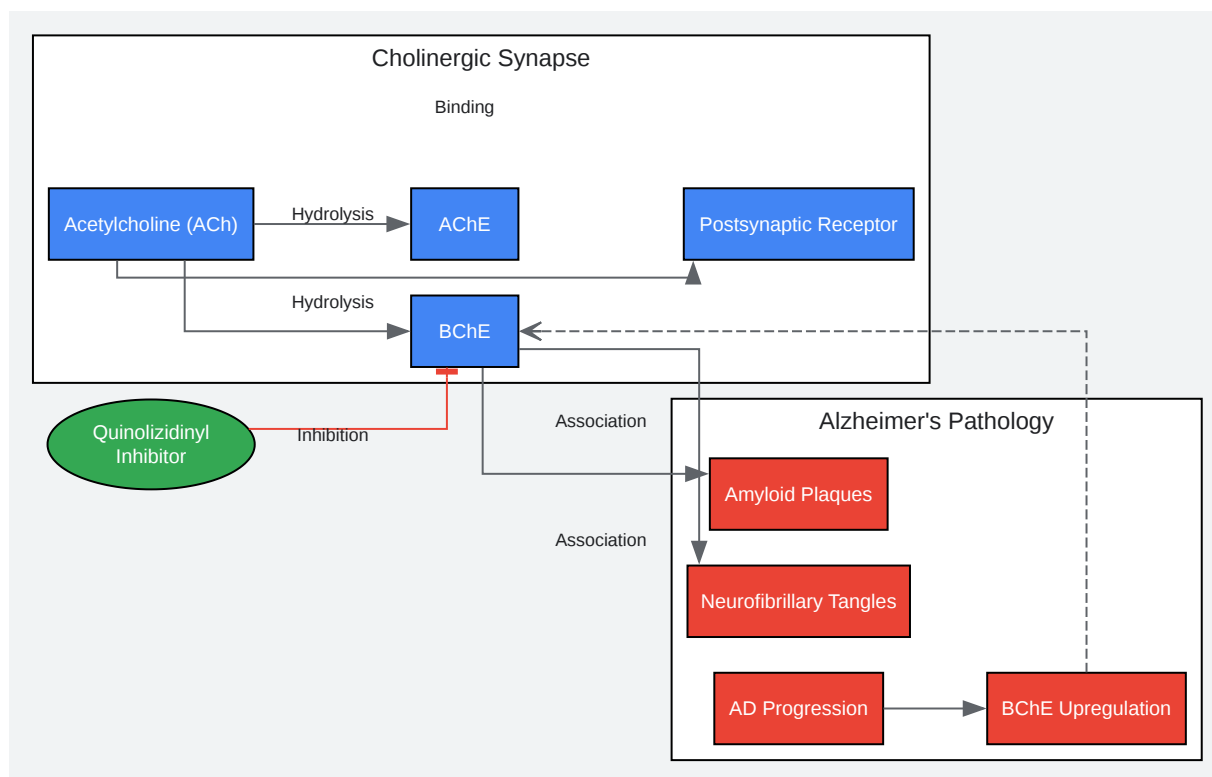 Cholinergic Synapse
Binding
Acetylcholine (ACh)
Hydrolysis
AChE
Postsynaptic Receptor
Hydrolysis
BChE
Quinolizidinyl
Inhibitor
Inhibition
Association
Alzheimer's Pathology
Amyloid Plaques
Association
Neurofibrillary Tangles
AD Progression
BChE Upregulation